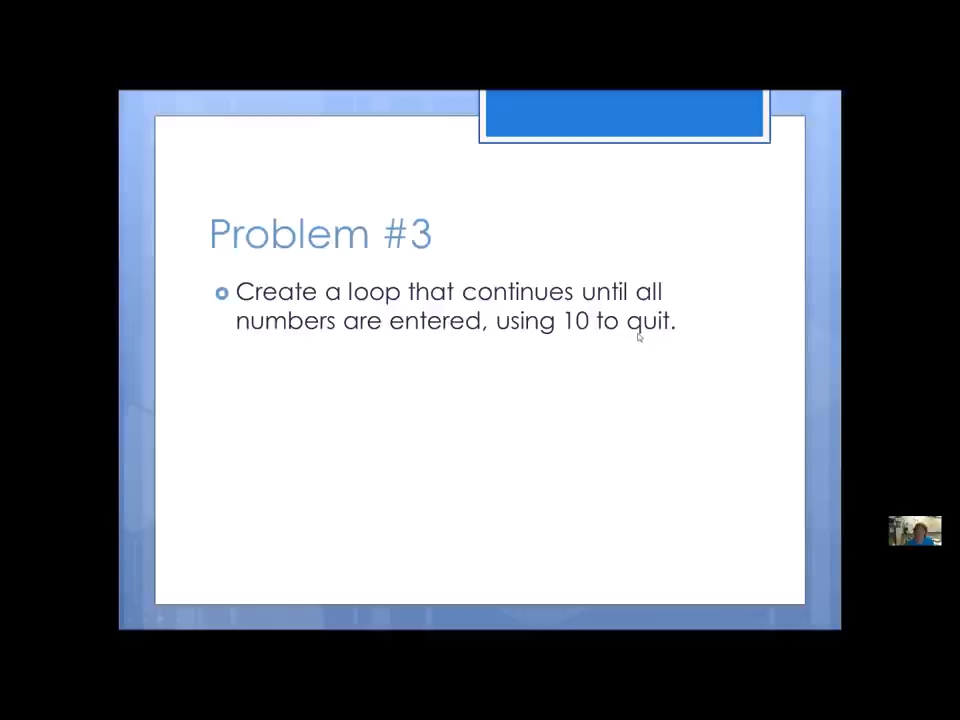 Problem #3
Create a loop that continues until all
numbers are entered, using 10 to quit.